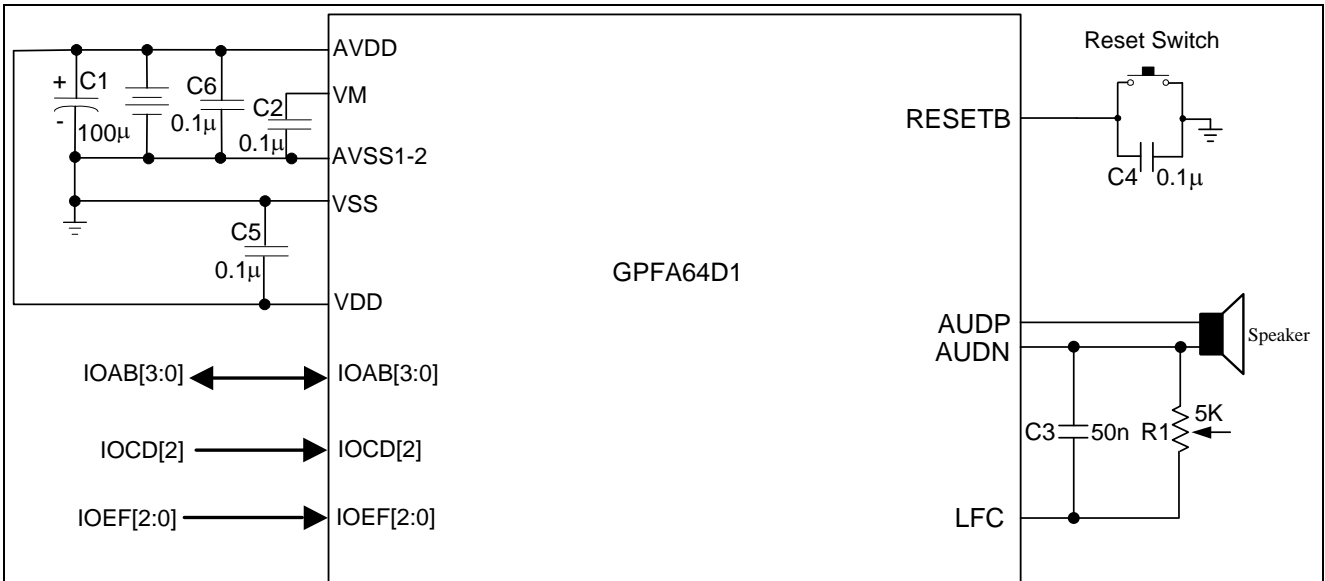 AVDD
Reset Switch
+ C1
C6
VM
C2
- 100μ
0.1μ
0.1μ
RESETB
AVSS1-2
C4 0.1μ
VSS
C5
0.1μ
GPFA64D1
VDD
AUDP
AUDN
Speaker
IOAB[3:0]
IOAB[3:0]
5K
C3
50n
R1
IOCD[2]
IOCD[2]
IOEF[2:0]
IOEF[2:0]
LFC